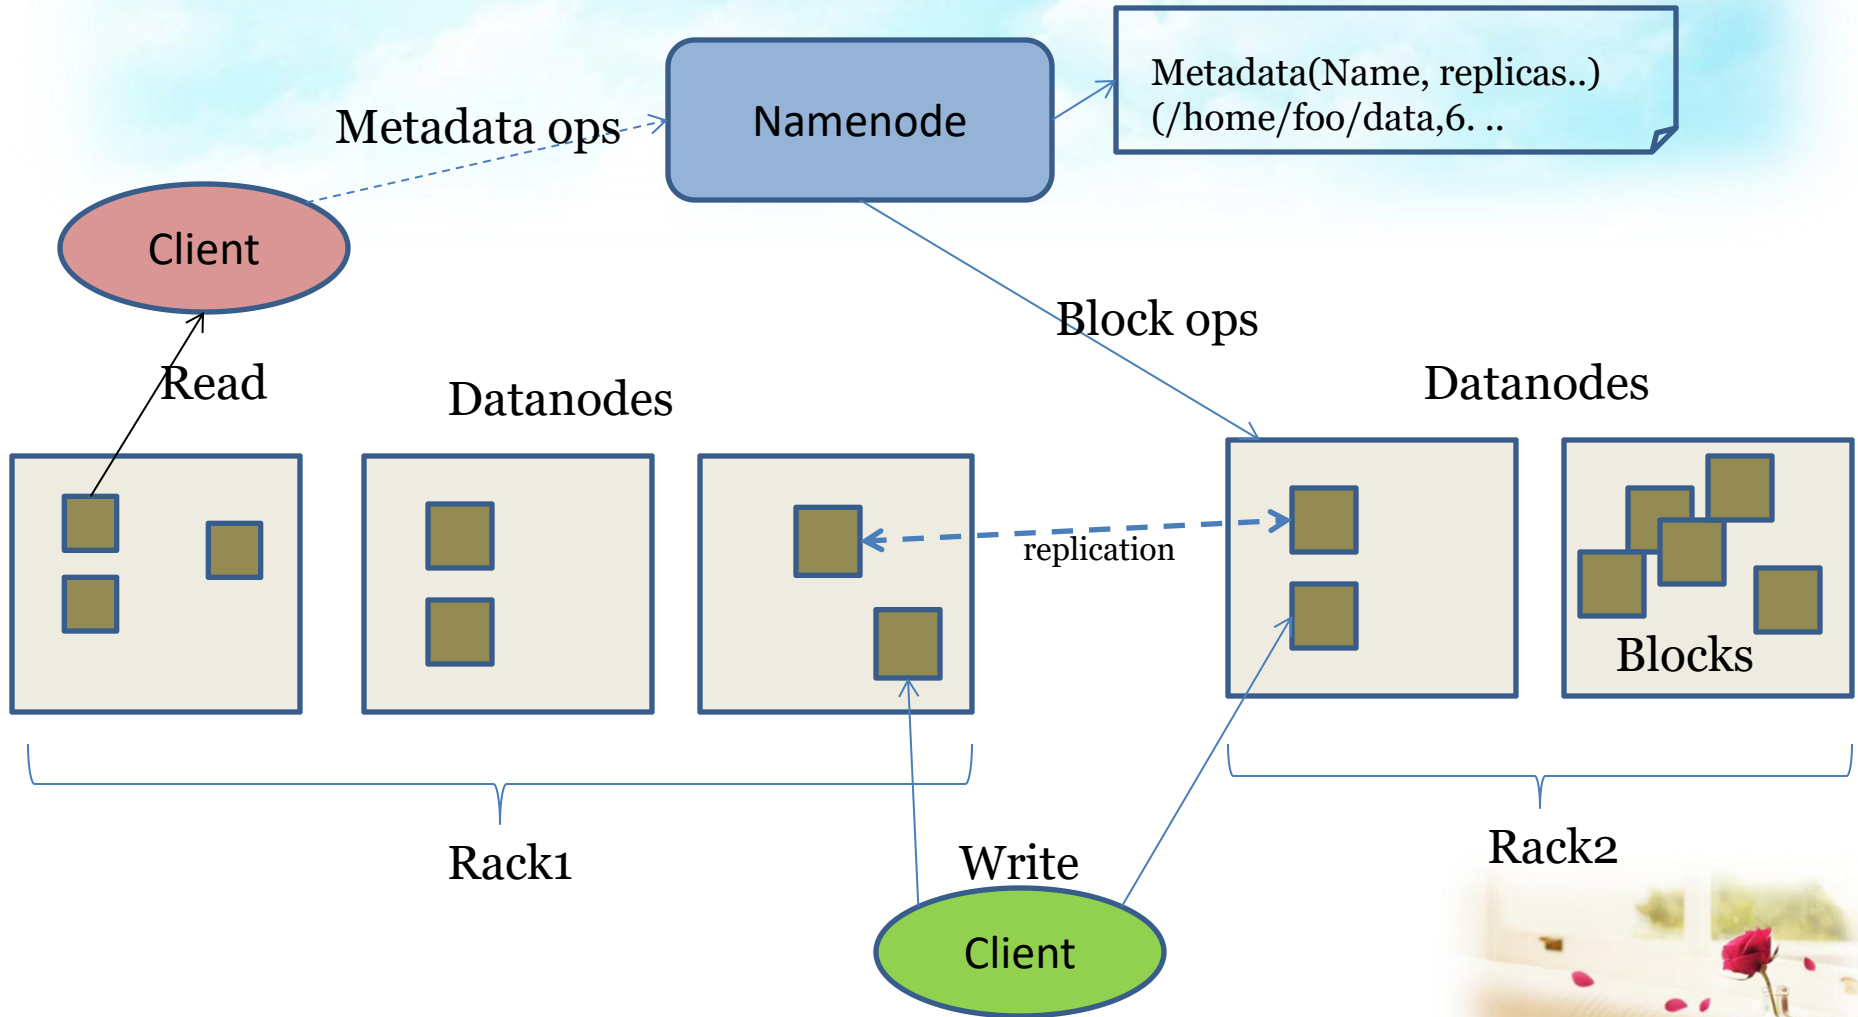 Metadata(Name, replicas..)
(/home/foo/data,6. ..
Namenode
Metadata ops
Client
Block ops
Read
Datanodes
Datanodes
replication
Blocks
Rack1
Write
Rack2
Client